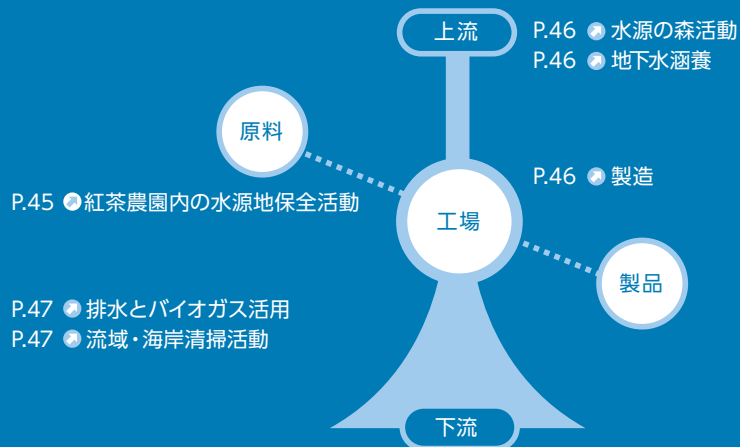 上流
P.46 水源の森活動
P.46 地下水涵養
原料
P.46 製造
P.45 紅茶農園内の水源地保全活動
工場
製品
P.47 排水とバイオガス活用
P.47 流域・海岸清掃活動
下流